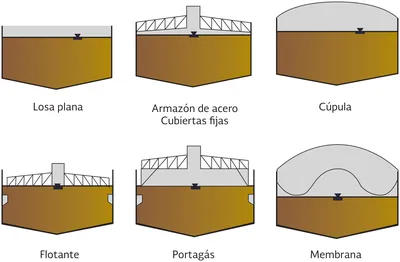 Losa plana
Armazón de acero
Cubiertas fijas
Cúpula
Flotante
Portagás
Membrana